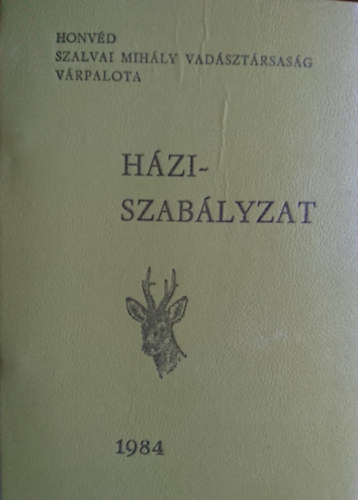 HONVÉD
SZALVAI MIHÁLY VADÁSZTÁRSASÁG
VÁRPALOTA
HÁZI-
SZABÁLYZAT
1984